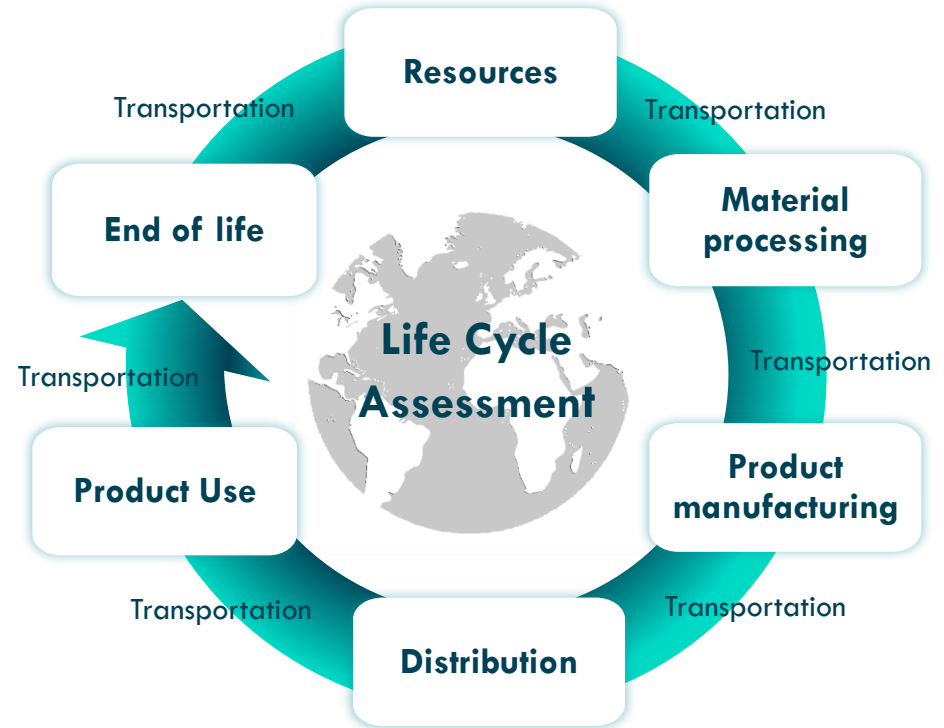 Resources
Transportation
Transportation
Material
processing
End of life
Life Cycle
Assessment
Transportation
Transportation
Product
manufacturing
Product Use
Transportation
Transportation
Distribution